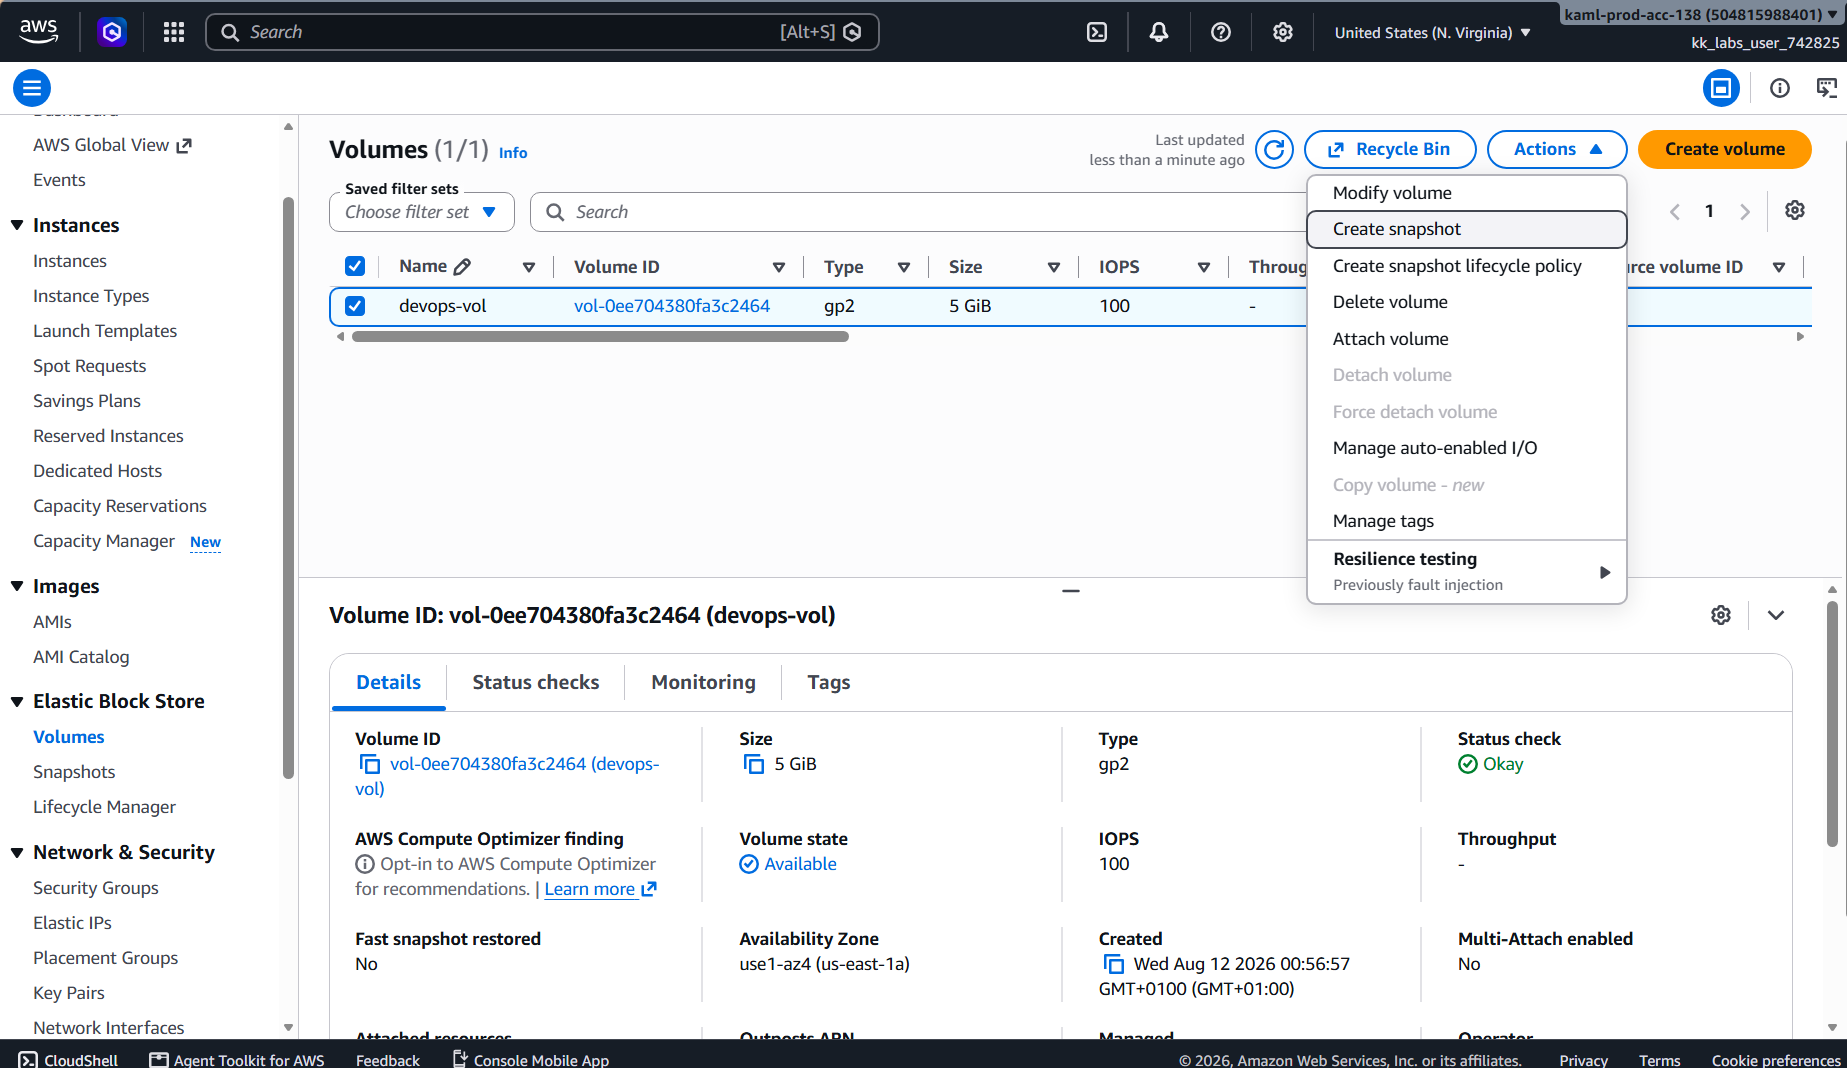 aws
Search
[Alt+S]
United States (N. Virginia)
kaml-prod-acc-138 (504815988401)
kk_labs_user_742825
Dashboard
AWS Global View
Events
Instances
Instances
Instance Types
Launch Templates
Spot Requests
Savings Plans
Reserved Instances
Dedicated Hosts
Capacity Reservations
Capacity Manager New
Images
AMIs
AMI Catalog
Elastic Block Store
Volumes
Snapshots
Lifecycle Manager
Network & Security
Security Groups
Elastic IPs
Placement Groups
Key Pairs
Network Interfaces
Volumes (1/1) Info
Last updated
less than a minute ago
Recycle Bin
Actions
Create volume
Saved filter sets
Choose filter set
Search
1
Name Volume ID Type Size IOPS Throug rce volume ID
devops-vol vol-0ee704380fa3c2464 gp2 5 GiB 100 -
Modify volume
Create snapshot
Create snapshot lifecycle policy
Delete volume
Attach volume
Detach volume
Force detach volume
Manage auto-enabled I/O
Copy volume - new
Manage tags
Resilience testing
Previously fault injection
Volume ID: vol-0ee704380fa3c2464 (devops-vol)
Details Status checks Monitoring Tags
Volume ID
vol-0ee704380fa3c2464 (devops-
vol)
Size
5 GiB
Type
gp2
Status check
Okay
AWS Compute Optimizer finding
Opt-in to AWS Compute Optimizer
for recommendations. | Learn more
Volume state
Available
IOPS
100
Throughput
-
Fast snapshot restored
No
Availability Zone
use1-az4 (us-east-1a)
Created
Wed Aug 12 2026 00:56:57
GMT+0100 (GMT+01:00)
Multi-Attach enabled
No
Attached resources
Outposts ARN
Managed
Operator
CloudShell
Agent Toolkit for AWS
Feedback
Console Mobile App
© 2026, Amazon Web Services, Inc. or its affiliates.
Privacy
Terms
Cookie preferences